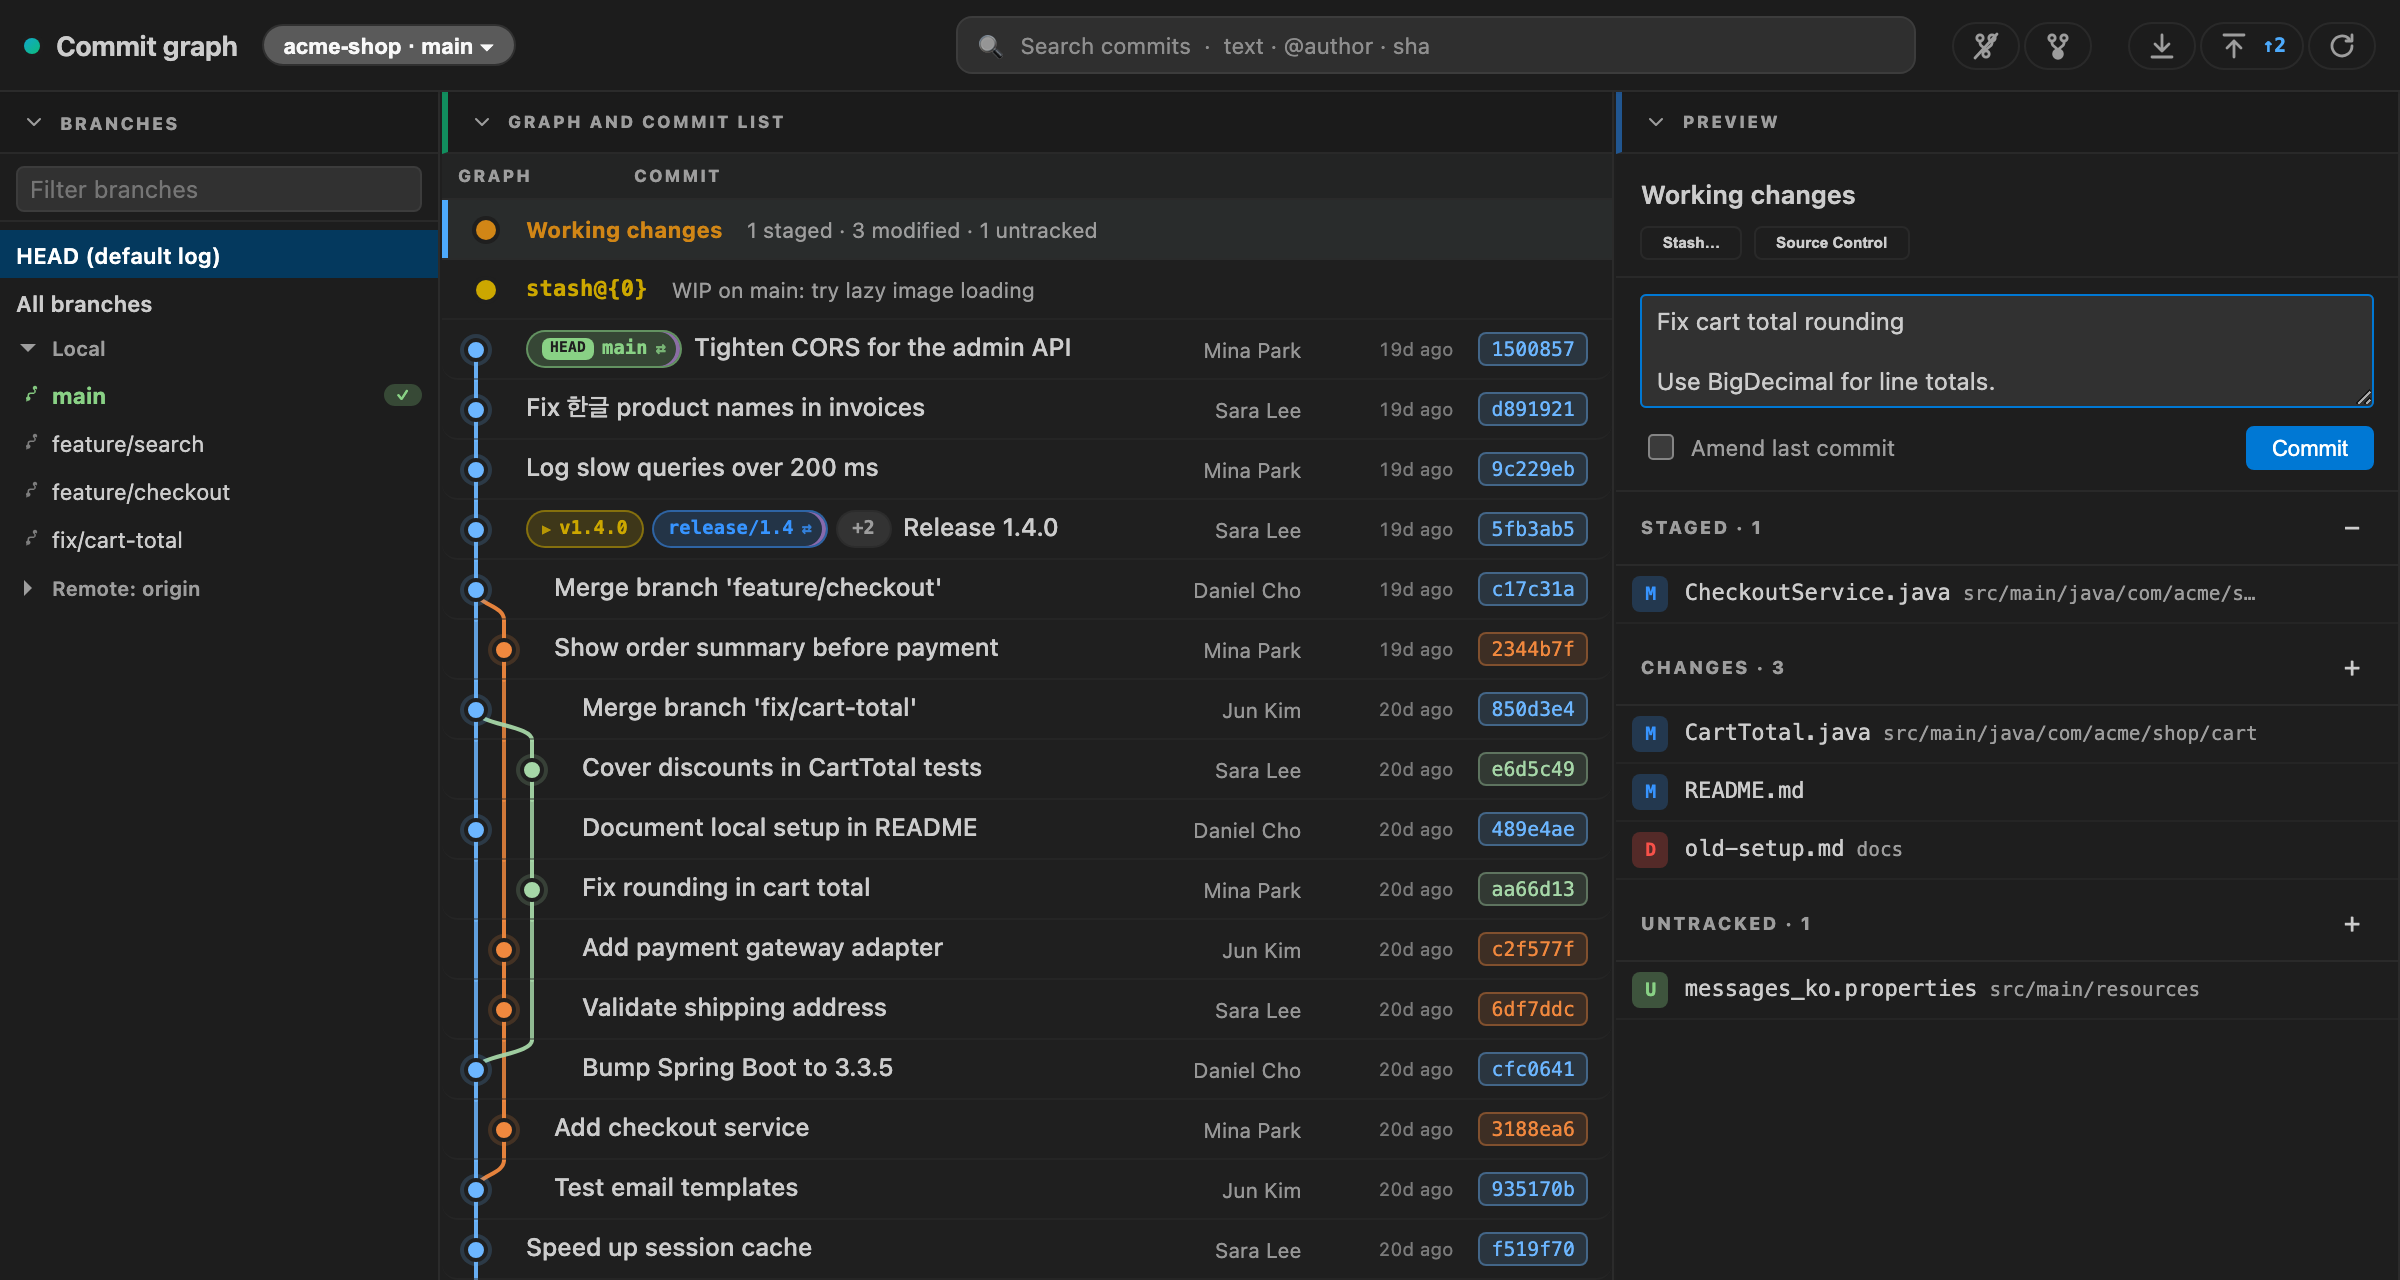 Commit graph
acme-shop · main
Search commits · text · @author · sha
↑2
BRANCHES
Filter branches
HEAD (default log)
All branches
Local
main
feature/search
feature/checkout
fix/cart-total
Remote: origin
GRAPH AND COMMIT LIST
GRAPH COMMIT
Working changes 1 staged · 3 modified · 1 untracked
stash@{0} WIP on main: try lazy image loading
HEAD main ⇄ Tighten CORS for the admin API Mina Park 19d ago 1500857
Fix 한글 product names in invoices Sara Lee 19d ago d891921
Log slow queries over 200 ms Mina Park 19d ago 9c229eb
v1.4.0 release/1.4 ⇄ +2 Release 1.4.0 Sara Lee 19d ago 5fb3ab5
Merge branch 'feature/checkout' Daniel Cho 19d ago c17c31a
Show order summary before payment Mina Park 19d ago 2344b7f
Merge branch 'fix/cart-total' Jun Kim 20d ago 850d3e4
Cover discounts in CartTotal tests Sara Lee 20d ago e6d5c49
Document local setup in README Daniel Cho 20d ago 489e4ae
Fix rounding in cart total Mina Park 20d ago aa66d13
Add payment gateway adapter Jun Kim 20d ago c2f577f
Validate shipping address Sara Lee 20d ago 6df7ddc
Bump Spring Boot to 3.3.5 Daniel Cho 20d ago cfc0641
Add checkout service Mina Park 20d ago 3188ea6
Test email templates Jun Kim 20d ago 935170b
Speed up session cache Sara Lee 20d ago f519f70
PREVIEW
Working changes
Stash... Source Control
Fix cart total rounding
Use BigDecimal for line totals.
Amend last commit Commit
STAGED · 1
M CheckoutService.java src/main/java/com/acme/s…
CHANGES · 3
M CartTotal.java src/main/java/com/acme/shop/cart
M README.md
D old-setup.md docs
UNTRACKED · 1
U messages_ko.properties src/main/resources